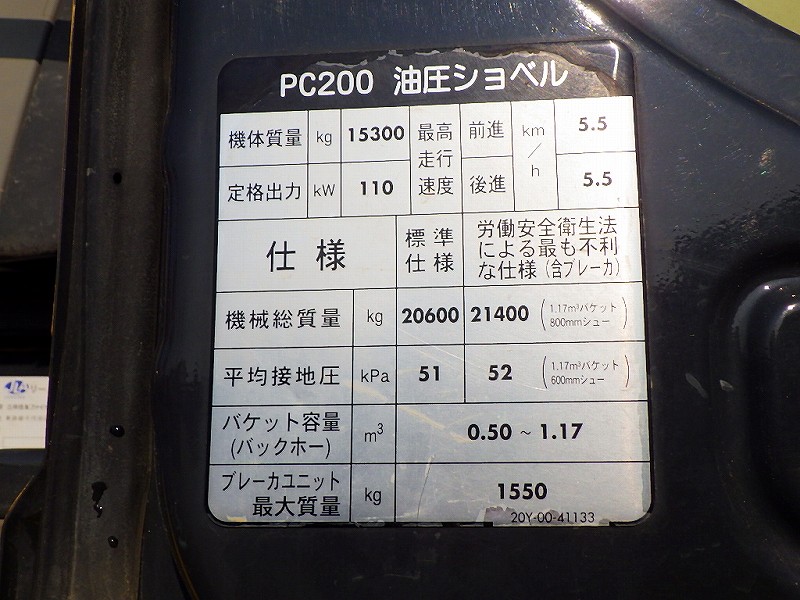 PC200 油圧ショベル
機体質量 kg 15300 最高走行速度 前進 km/h 5.5
定格出力 kW 110 後進 5.5
仕様 標準仕様 労働安全衛生法による最も不利な仕様(含ブレーカ)
機械総質量 kg 20600 21400 (1.17m³バケット 800mmシュー)
平均接地圧 kPa 51 52 (1.17m³バケット 600mmシュー)
バケット容量
(バックホー) m³ 0.50 ~ 1.17
ブレーカユニット
最大質量 kg 1550
20Y-00-41133